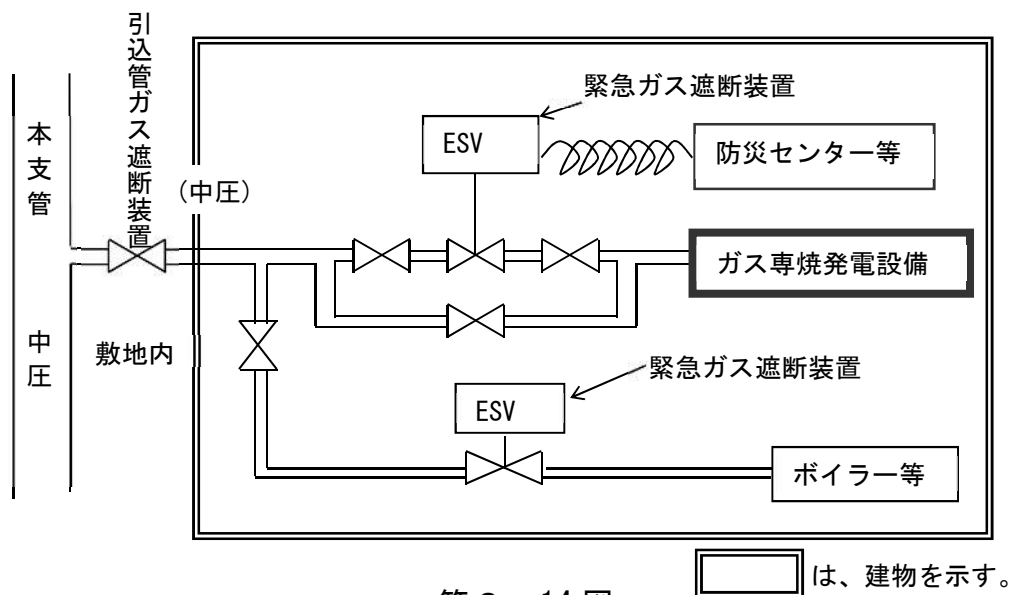 引込管ガス遮断装置
本支管
中圧
(中圧)
敷地内
緊急ガス遮断装置
ESV
防災センター等
ガス専焼発電設備
緊急ガス遮断装置
ESV
ボイラー等
は、建物を示す。